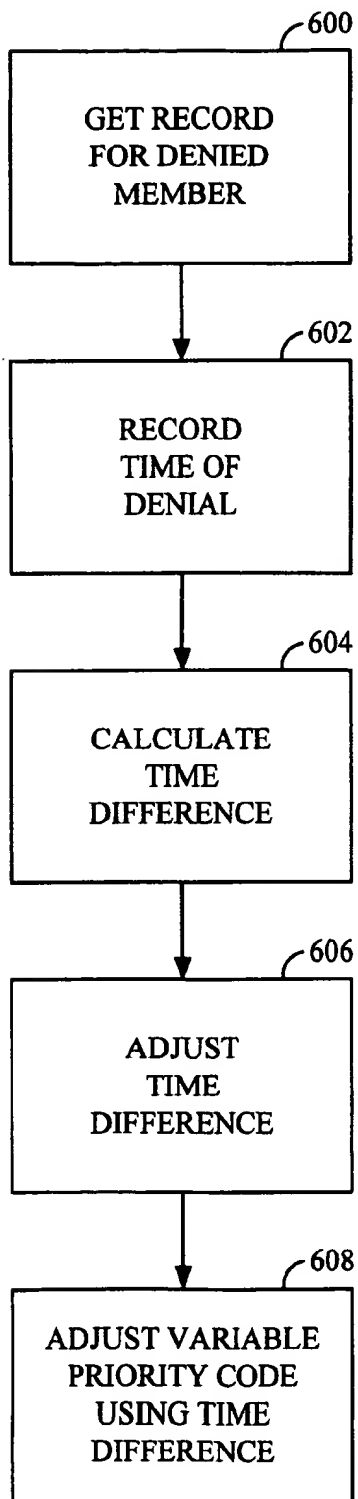 600
GET RECORD
FOR DENIED
MEMBER
602
RECORD
TIME OF
DENIAL
604
CALCULATE
TIME
DIFFERENCE
606
ADJUST
TIME
DIFFERENCE
608
ADJUST VARIABLE
PRIORITY CODE
USING TIME
DIFFERENCE